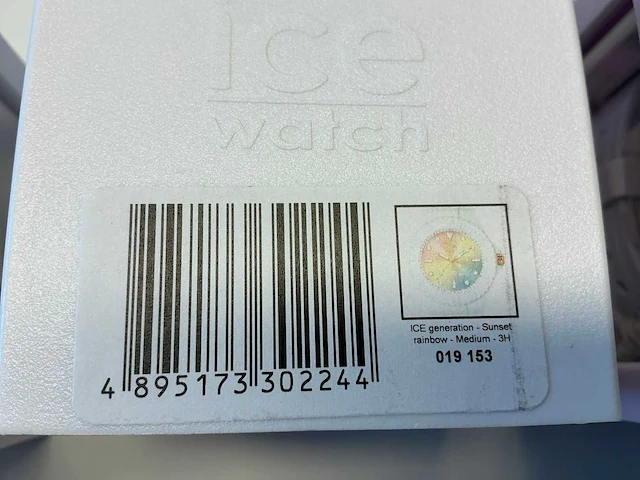 ice
watch
ICE generation - Sunset
rainbow - Medium - 3H
019 153
4 895173 302244